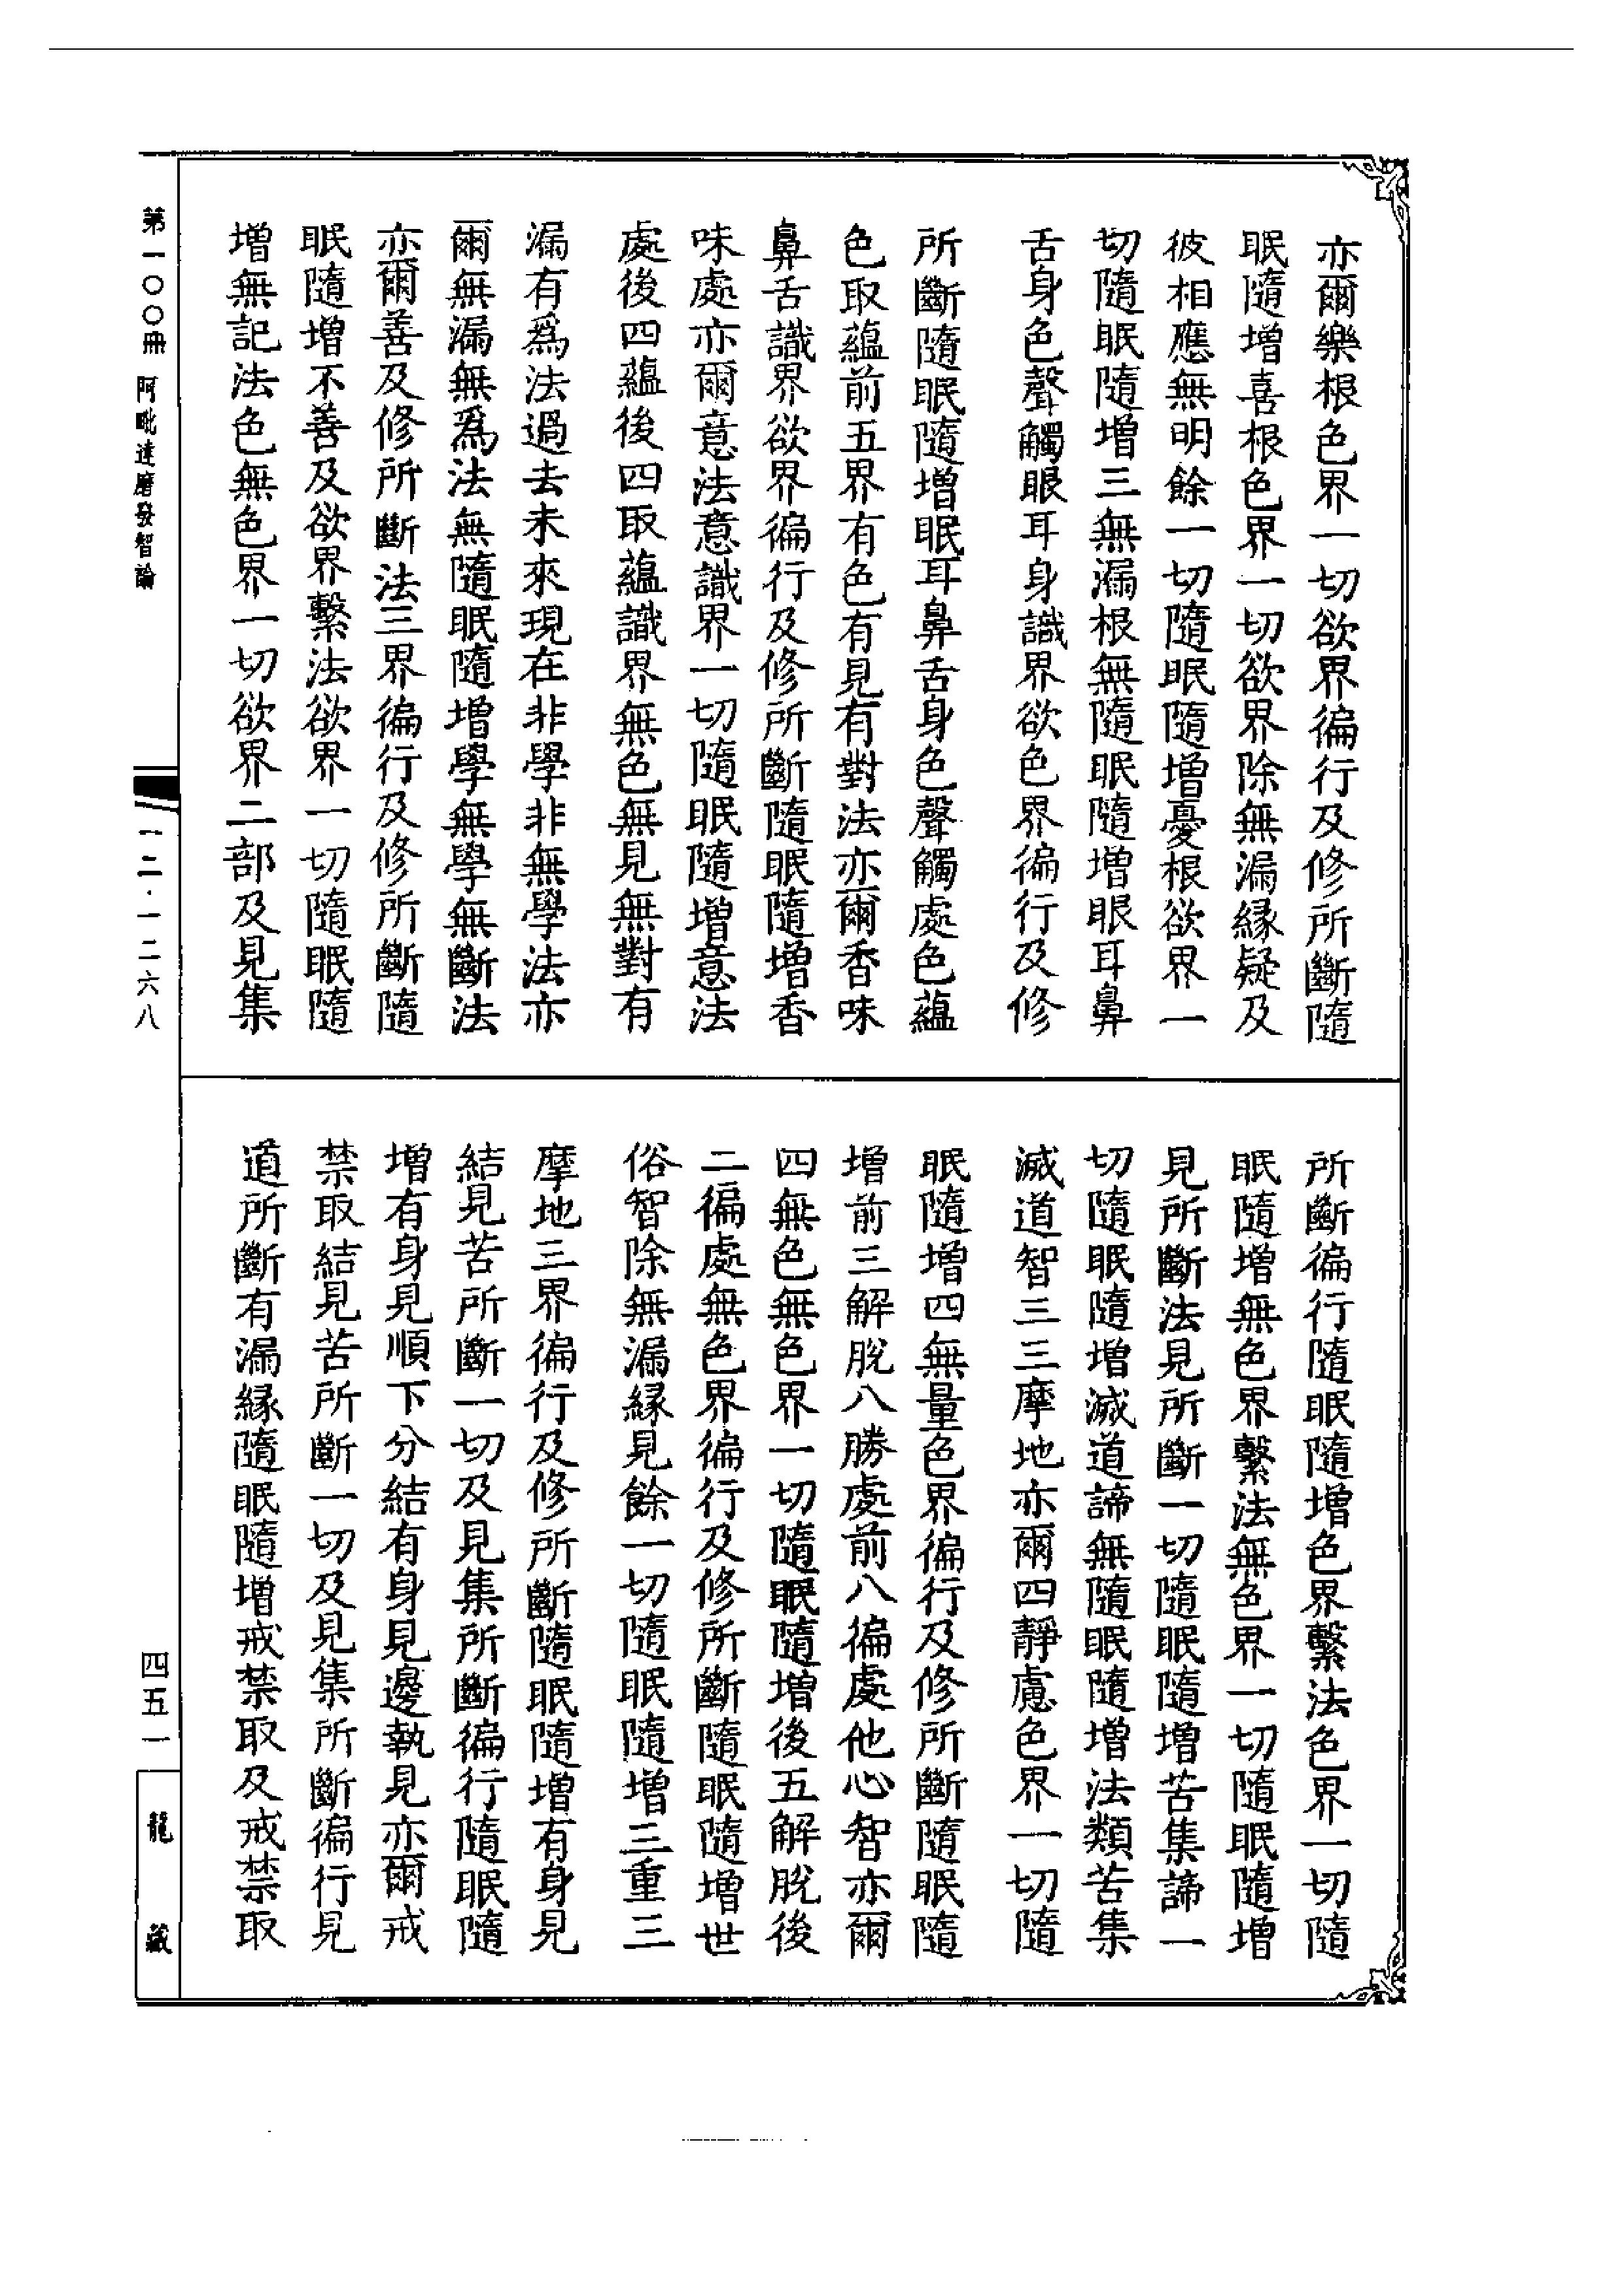 亦爾樂根色界一切欲界徧行及修所斷隨
眠隨增喜根色界一切欲界除無漏緣疑及
彼相應無明餘一切隨眠隨增憂根欲界一
切隨眠隨增三無漏根無隨眠隨增眼耳鼻
舌身色聲觸眼耳身識界欲色界徧行及修
所斷隨眠隨增眼耳鼻舌身色聲觸處色蘊
色取蘊前五界有色有見有對法亦爾香味
鼻舌識界欲界徧行及修所斷隨眠隨增香
味處亦爾意法意識界一切隨眠隨增意法
處後四蘊後四取蘊識界無色無見無對有
漏有爲法過去未來現在非學非無學法亦
爾無漏無爲法無隨眠隨增學無學無斷法
亦爾善及修所斷法三界徧行及修所斷隨
眠隨增不善及欲界繫法欲界一切隨眠隨
增無記法色無色界一切欲界二部及見集
所斷徧行隨眠隨增色界繫法色界一切隨
眠隨增無色界繫法無色界一切隨眠隨增
見所斷法見所斷一切隨眠隨增苦集諦一
切隨眠隨增滅道諦無隨眠隨增法類苦集
滅道智三三摩地亦爾四靜慮色界一切隨
眠隨增四無量色界徧行及修所斷隨眠隨
增前三解脫八勝處前八徧處他心智亦爾
四無色無色界一切隨眠隨增後五解脫後
二徧處無色界徧行及修所斷隨眠隨增世
俗智除無漏緣見餘一切隨眠隨增三重三
摩地三界徧行及修所斷隨眠隨增有身見
結見苦所斷一切及見集所斷徧行隨眠隨
增有身見順下分結有身見邊執見亦爾戒
禁取結見苦所斷一切及見集所斷徧行見
道所斷有漏緣隨眠隨增戒禁取及戒禁取
第一〇〇冊 阿毗達磨發智論
一二·一二六八
四五一
龍藏